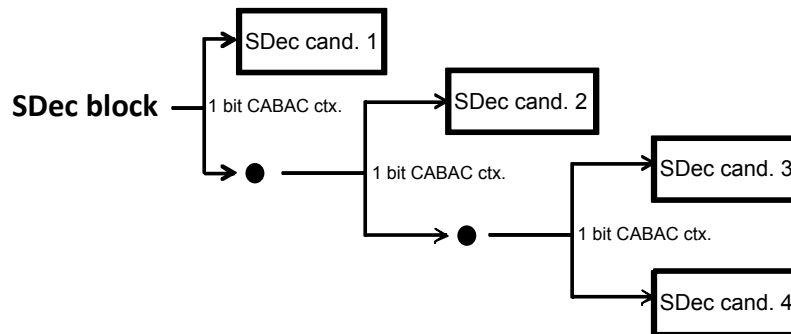 SDec cand. 1
SDec block
1 bit CABAC ctx.
SDec cand. 2
1 bit CABAC ctx.
SDec cand. 3
1 bit CABAC ctx.
SDec cand. 4